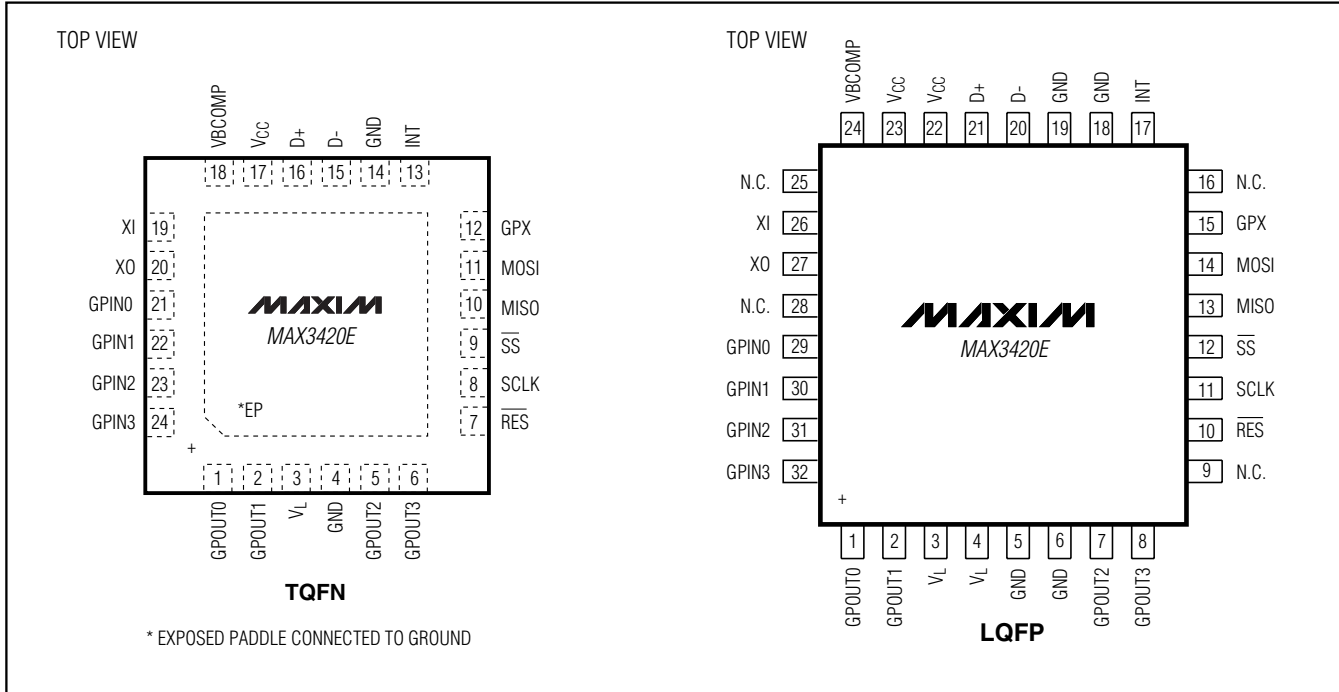 TOP VIEW
VBCOMP
VCC
D+
D-
GND
INT
18 17 16 15 14 13
XI 19
XO 20
GPIN0 21
GPIN1 22
GPIN2 23
GPIN3 24
12 GPX
11 MOSI
10 MISO
9 S̅S̅
8 SCLK
7 R̅E̅S̅
MAXIM
MAX3420E
*EP
+
1 2 3 4 5 6
GPOUT0
GPOUT1
VL
GND
GPOUT2
GPOUT3
TQFN
* EXPOSED PADDLE CONNECTED TO GROUND
TOP VIEW
VBCOMP
VCC
VCC
D+
D-
GND
GND
INT
24 23 22 21 20 19 18 17
N.C. 25
XI 26
XO 27
N.C. 28
GPIN0 29
GPIN1 30
GPIN2 31
GPIN3 32
16 N.C.
15 GPX
14 MOSI
13 MISO
12 S̅S̅
11 SCLK
10 R̅E̅S̅
9 N.C.
MAXIM
MAX3420E
+
1 2 3 4 5 6 7 8
GPOUT0
GPOUT1
VL
VL
GND
GND
GPOUT2
GPOUT3
LQFP